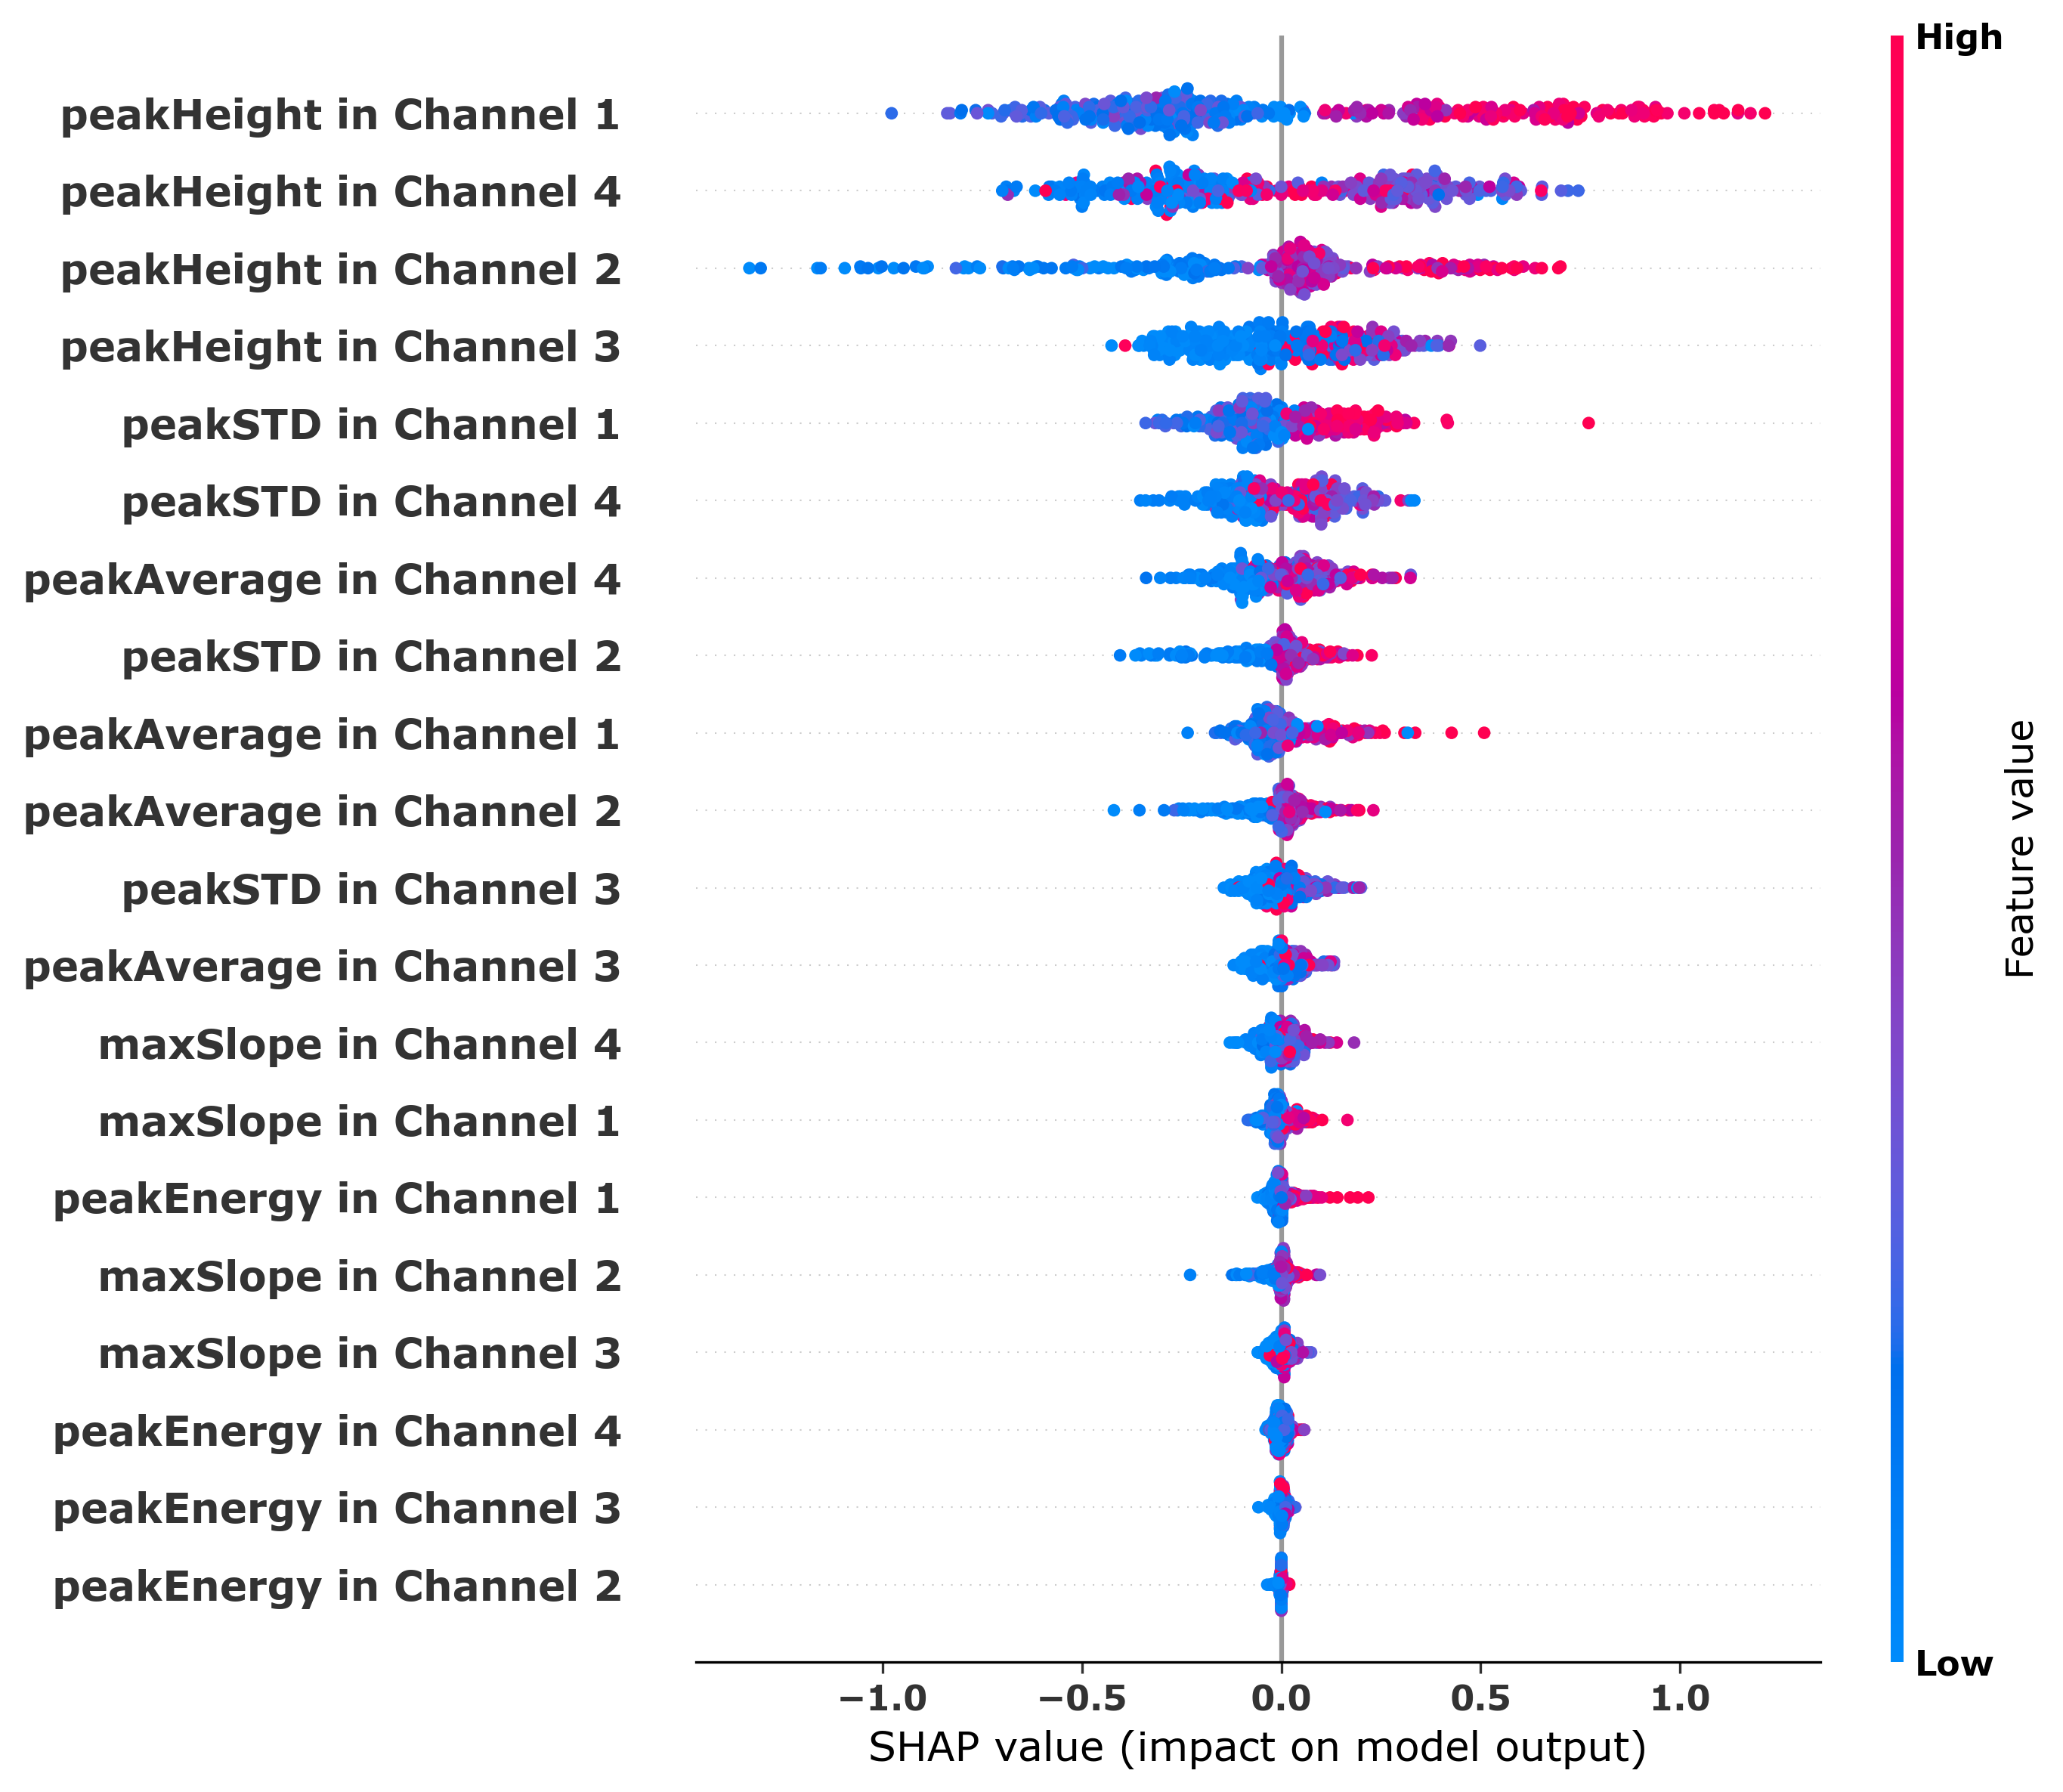 High
peakHeight in Channel 1
peakHeight in Channel 4
peakHeight in Channel 2
peakHeight in Channel 3
peakSTD in Channel 1
peakSTD in Channel 4
peakAverage in Channel 4
peakSTD in Channel 2
peakAverage in Channel 1
peakAverage in Channel 2
peakSTD in Channel 3
peakAverage in Channel 3
maxSlope in Channel 4
maxSlope in Channel 1
peakEnergy in Channel 1
maxSlope in Channel 2
maxSlope in Channel 3
peakEnergy in Channel 4
peakEnergy in Channel 3
peakEnergy in Channel 2
Feature value
Low
−1.0 −0.5 0.0 0.5 1.0
SHAP value (impact on model output)